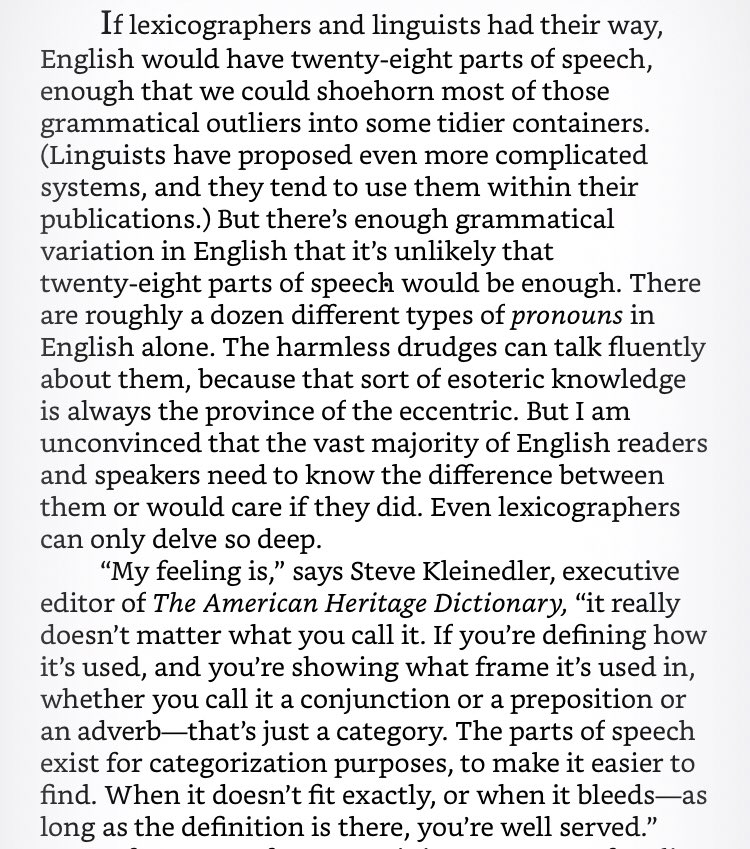 If lexicographers and linguists had their way,
English would have twenty-eight parts of speech,
enough that we could shoehorn most of those
grammatical outliers into some tidier containers.
(Linguists have proposed even more complicated
systems, and they tend to use them within their
publications.) But there’s enough grammatical
variation in English that it’s unlikely that
twenty-eight parts of speech would be enough. There
are roughly a dozen different types of pronouns in
English alone. The harmless drudges can talk fluently
about them, because that sort of esoteric knowledge
is always the province of the eccentric. But I am
unconvinced that the vast majority of English readers
and speakers need to know the difference between
them or would care if they did. Even lexicographers
can only delve so deep.
“My feeling is,” says Steve Kleinedler, executive
editor of The American Heritage Dictionary, “it really
doesn’t matter what you call it. If you’re defining how
it’s used, and you’re showing what frame it’s used in,
whether you call it a conjunction or a preposition or
an adverb—that’s just a category. The parts of speech
exist for categorization purposes, to make it easier to
find. When it doesn’t fit exactly, or when it bleeds—as
long as the definition is there, you’re well served.”